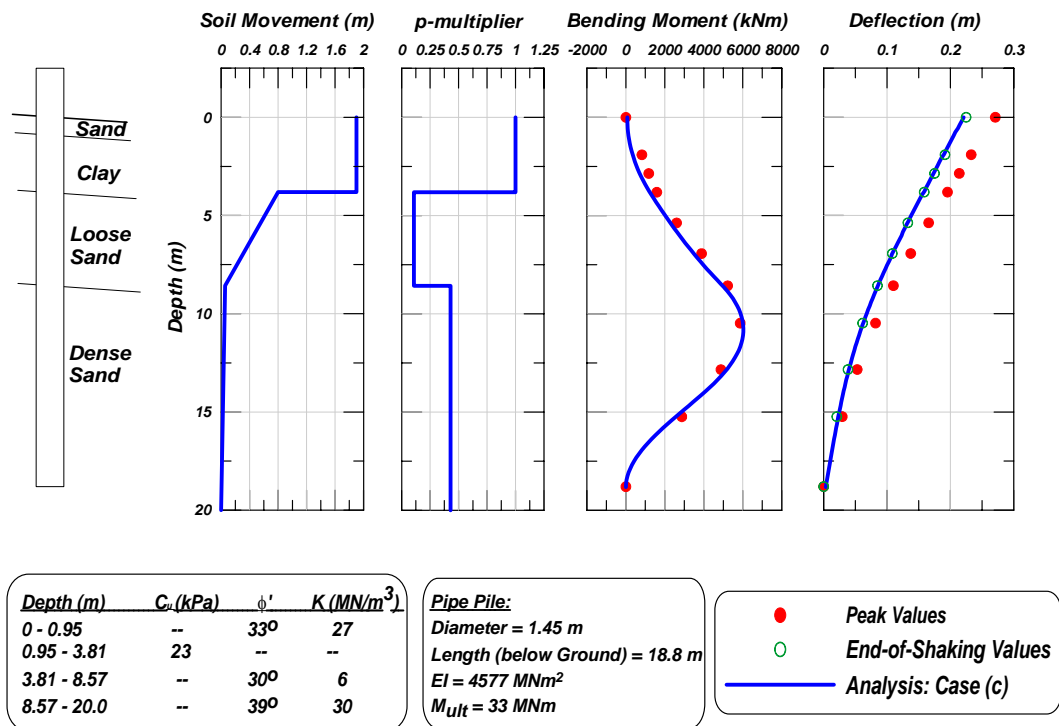 Soil Movement (m) p-multiplier Bending Moment (kNm) Deflection (m)
0 0.4 0.8 1.2 1.6 2 0 0.25 0.5 0.75 1 1.25 -2000 0 2000 4000 6000 8000 0 0.1 0.2 0.3
0
Sand
Clay
5
Loose
Sand
Depth (m)
10
Dense
Sand
15
20
Depth (m) Cu (kPa) ϕ' K (MN/m³)
0 - 0.95 -- 33º 27
0.95 - 3.81 23 -- --
3.81 - 8.57 -- 30º 6
8.57 - 20.0 -- 39º 30
Pipe Pile:
Diameter = 1.45 m
Length (below Ground) = 18.8 m
EI = 4577 MNm²
Mult = 33 MNm
Peak Values
End-of-Shaking Values
Analysis: Case (c)